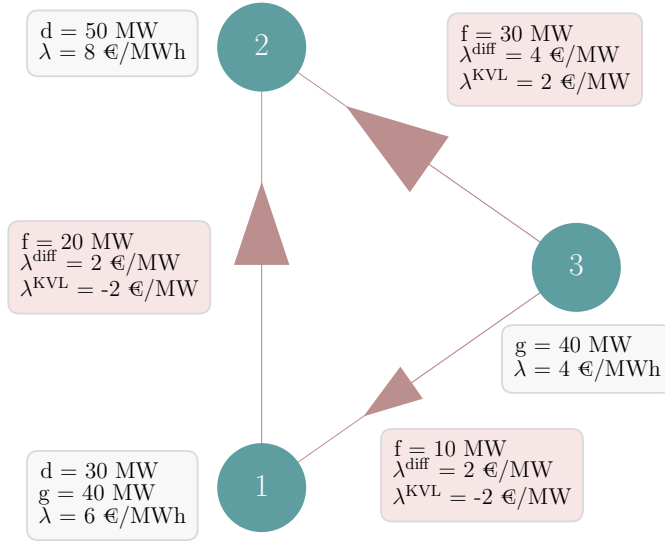 d = 50 MW
λ = 8 €/MWh
2
f = 30 MW
λ^diff = 4 €/MW
λ^KVL = 2 €/MW
f = 20 MW
λ^diff = 2 €/MW
λ^KVL = -2 €/MW
3
g = 40 MW
λ = 4 €/MWh
d = 30 MW
g = 40 MW
λ = 6 €/MWh
1
f = 10 MW
λ^diff = 2 €/MW
λ^KVL = -2 €/MW